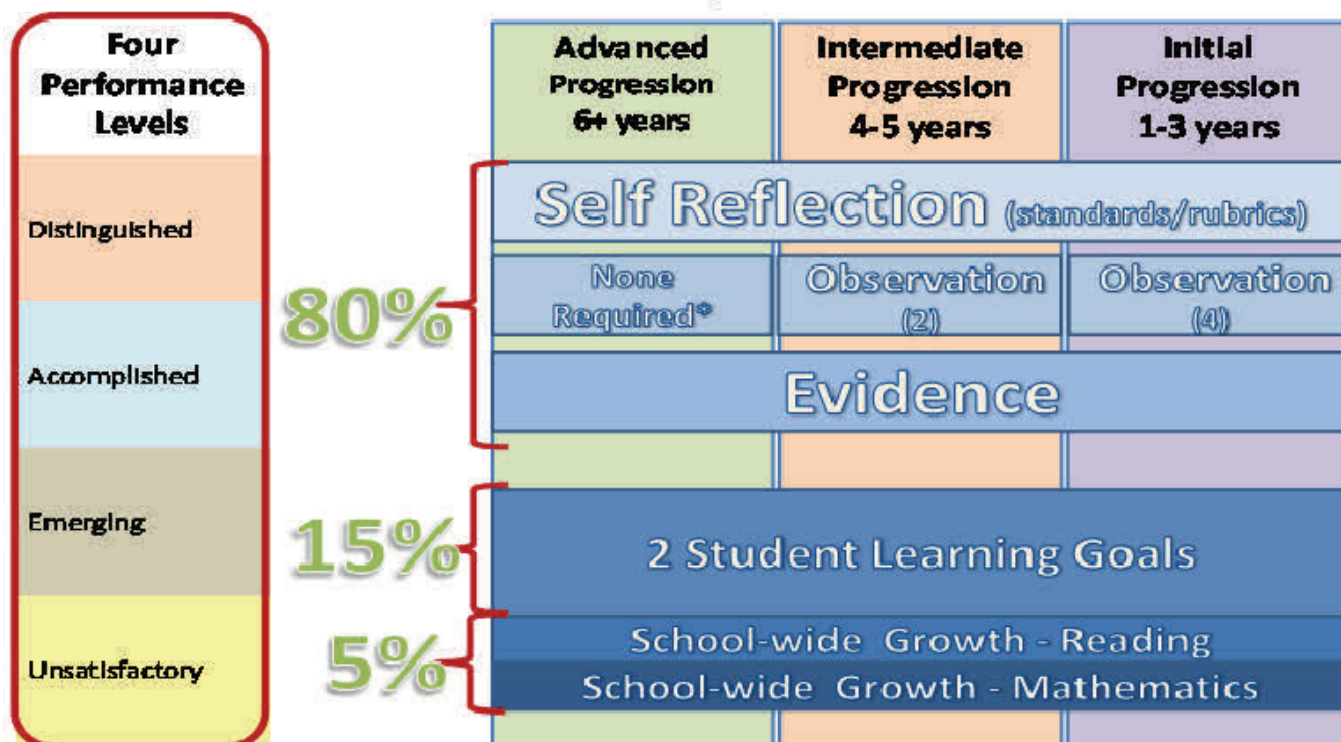 Four
Performance
Levels
Distinguished
Accomplished
Emerging
Unsatisfactory
Advanced
Progression
6+ years
Intermediate
Progression
4-5 years
Initial
Progression
1-3 years
80%
Self Reflection (standards/rubrics)
None
Required*
Observation
(2)
Observation
(4)
Evidence
15%
2 Student Learning Goals
5%
School-wide Growth - Reading
School-wide Growth - Mathematics